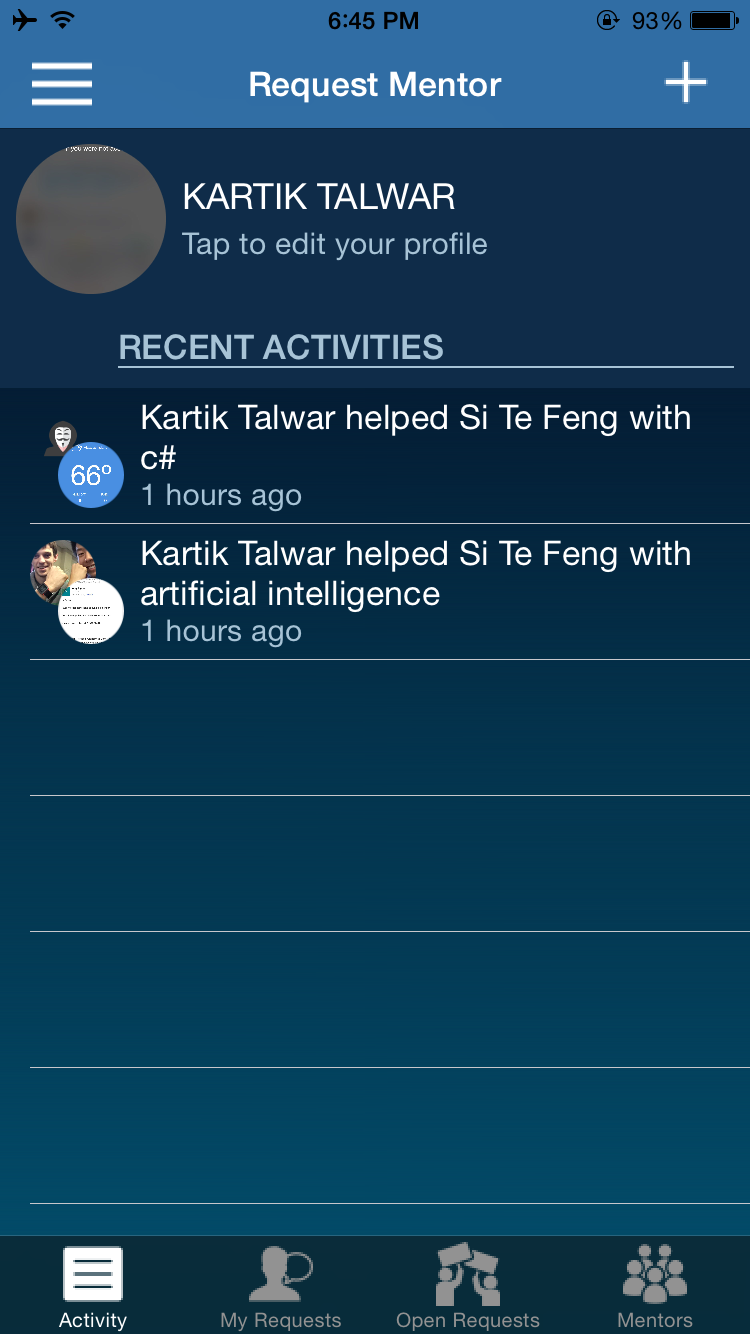 6:45 PM
93%
Request Mentor
KARTIK TALWAR
Tap to edit your profile
RECENT ACTIVITIES
Kartik Talwar helped Si Te Feng with
c#
66°
1 hours ago
Kartik Talwar helped Si Te Feng with
artificial intelligence
1 hours ago
Activity
My Requests
Open Requests
Mentors